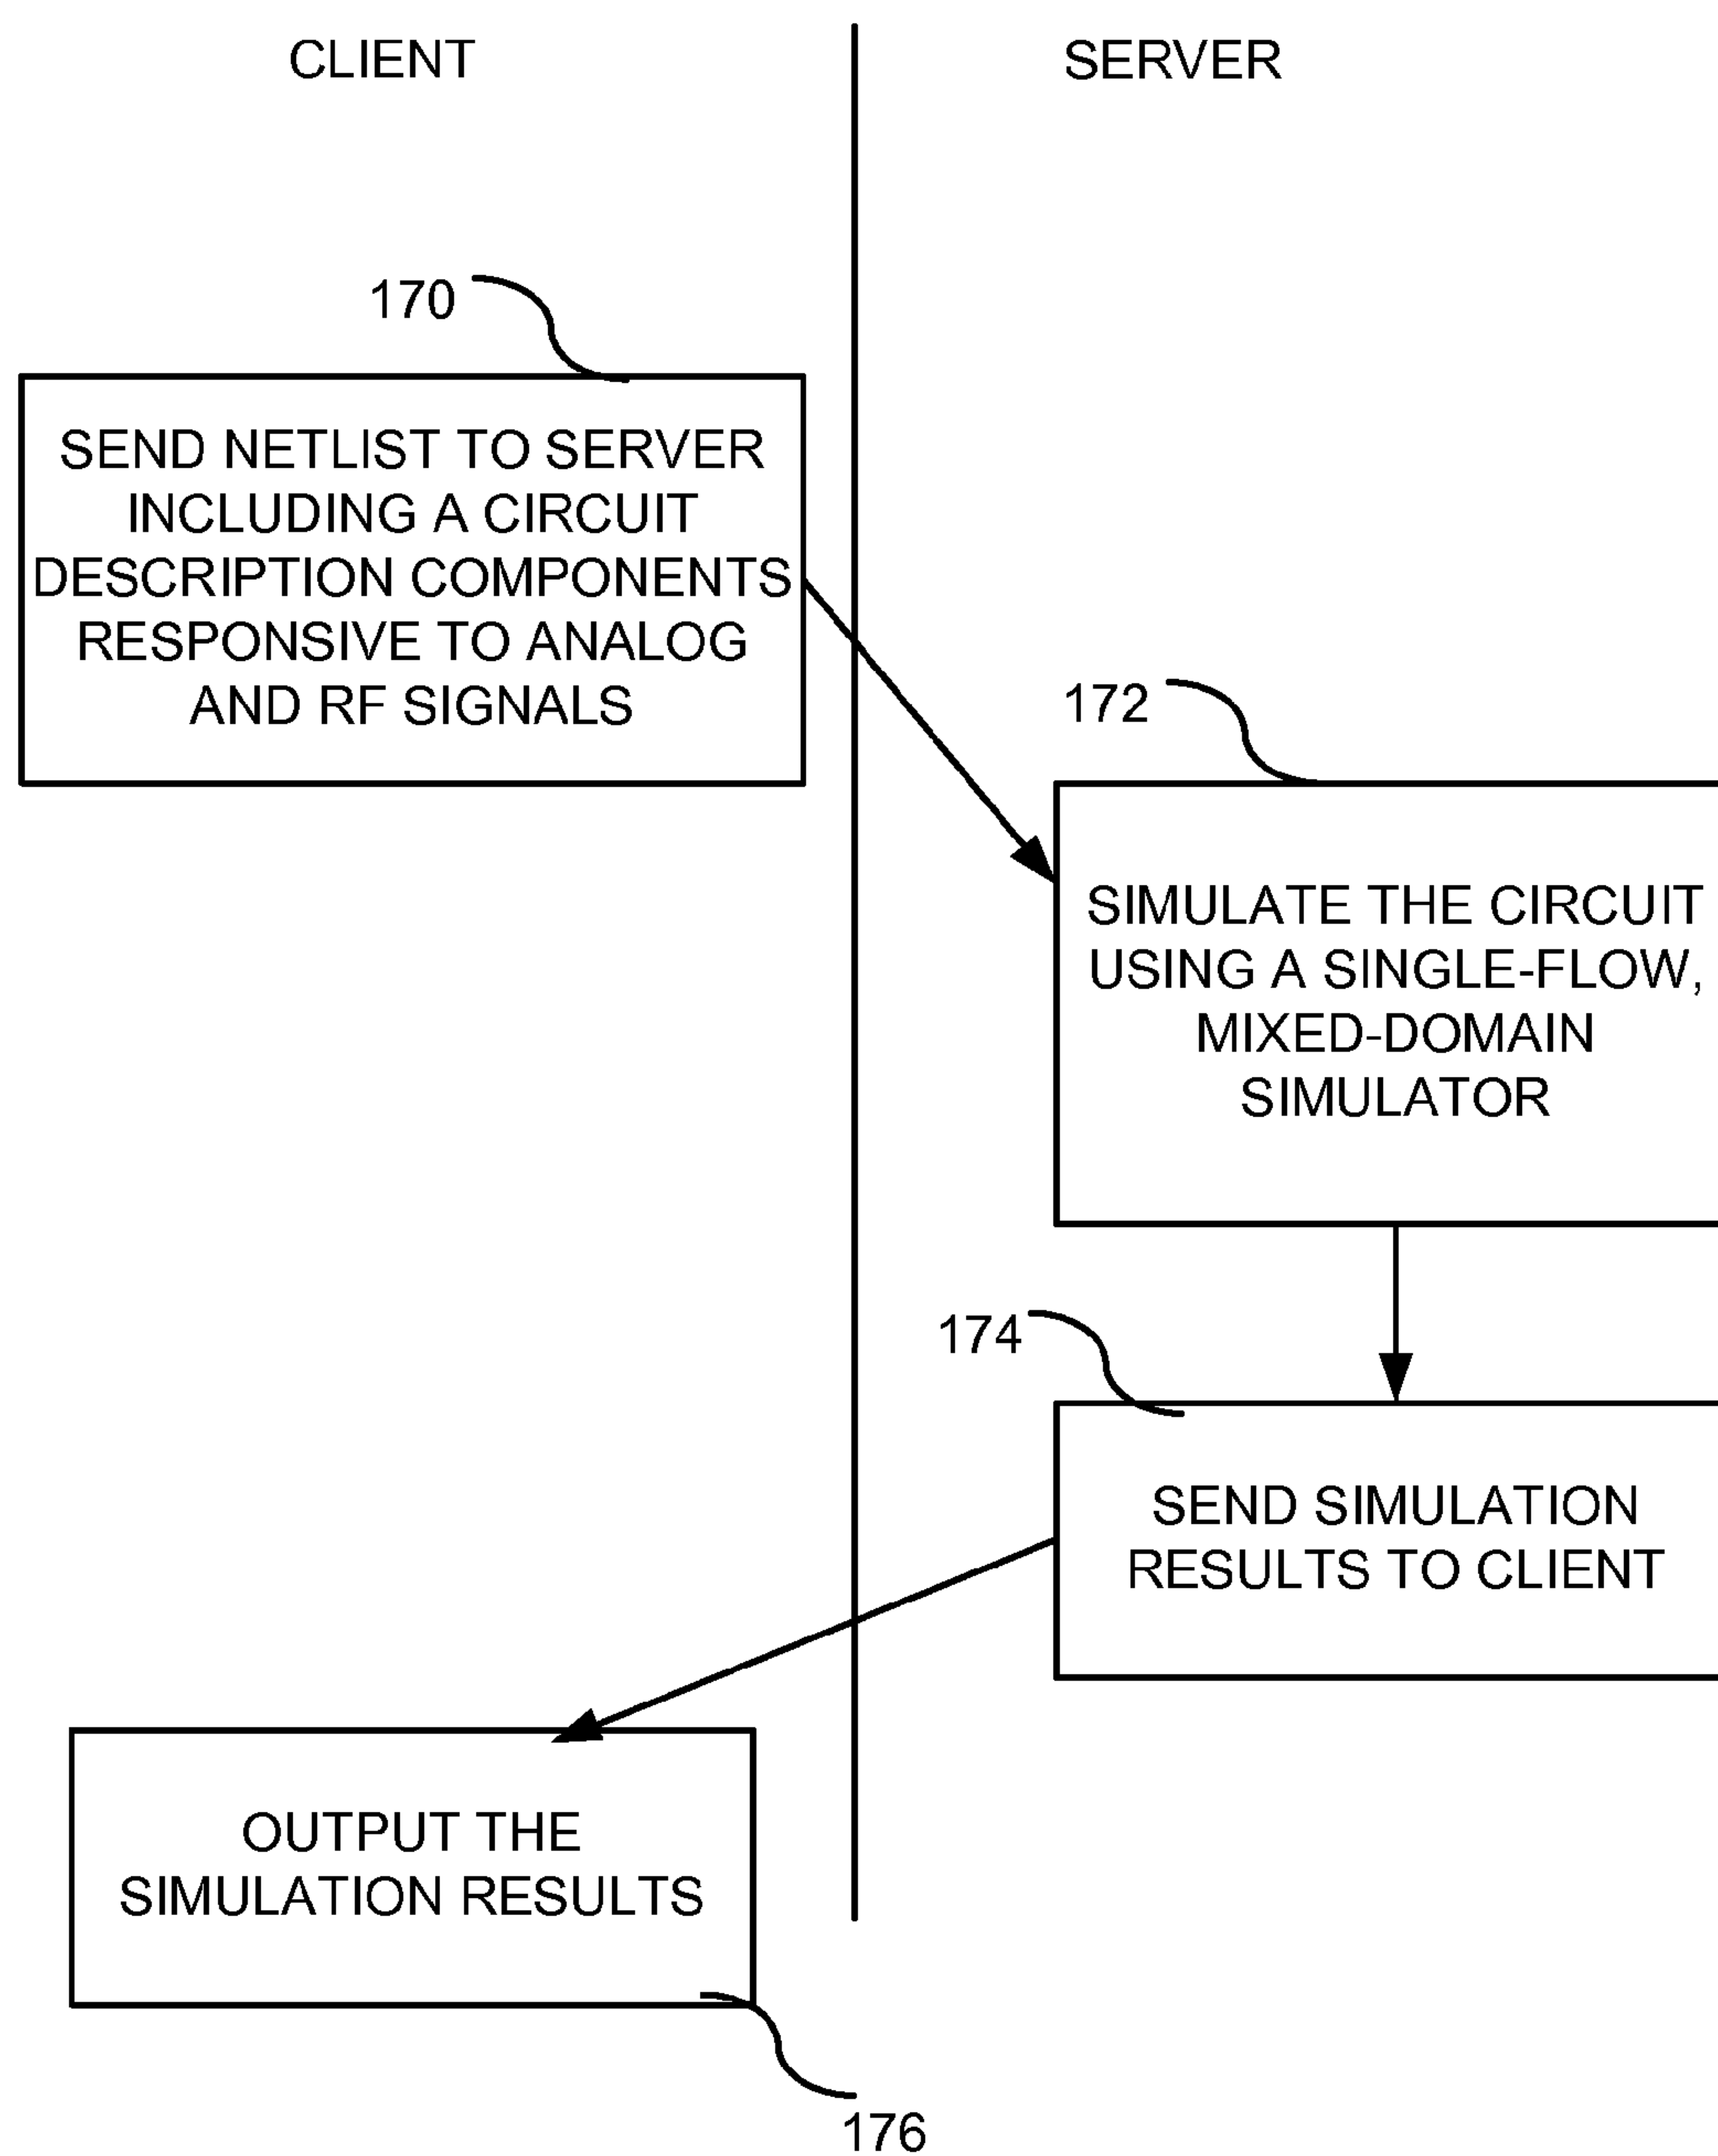 CLIENT
SERVER
170
SEND NETLIST TO SERVER
INCLUDING A CIRCUIT
DESCRIPTION COMPONENTS
RESPONSIVE TO ANALOG
AND RF SIGNALS
172
SIMULATE THE CIRCUIT
USING A SINGLE-FLOW,
MIXED-DOMAIN
SIMULATOR
174
SEND SIMULATION
RESULTS TO CLIENT
OUTPUT THE
SIMULATION RESULTS
176